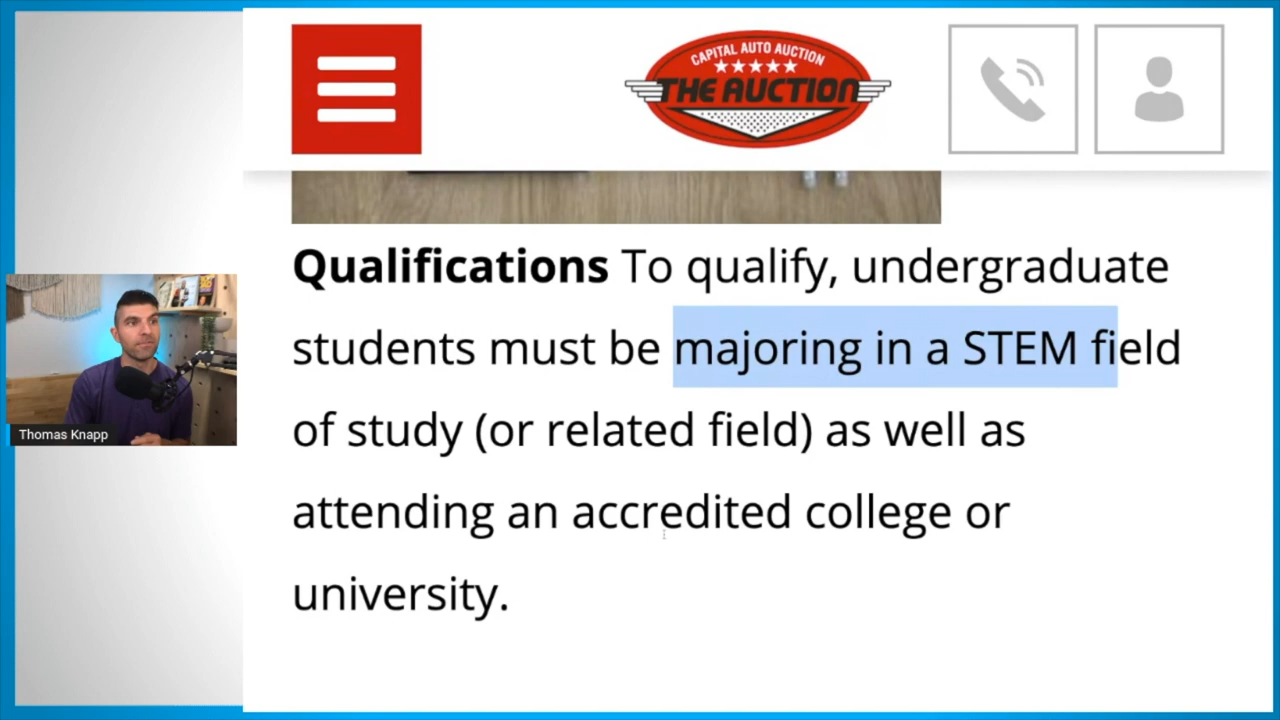 CAPITAL AUTO AUCTION
THE AUCTION
Qualifications To qualify, undergraduate
students must be majoring in a STEM field
of study (or related field) as well as
attending an accredited college or
university.
Thomas Knapp